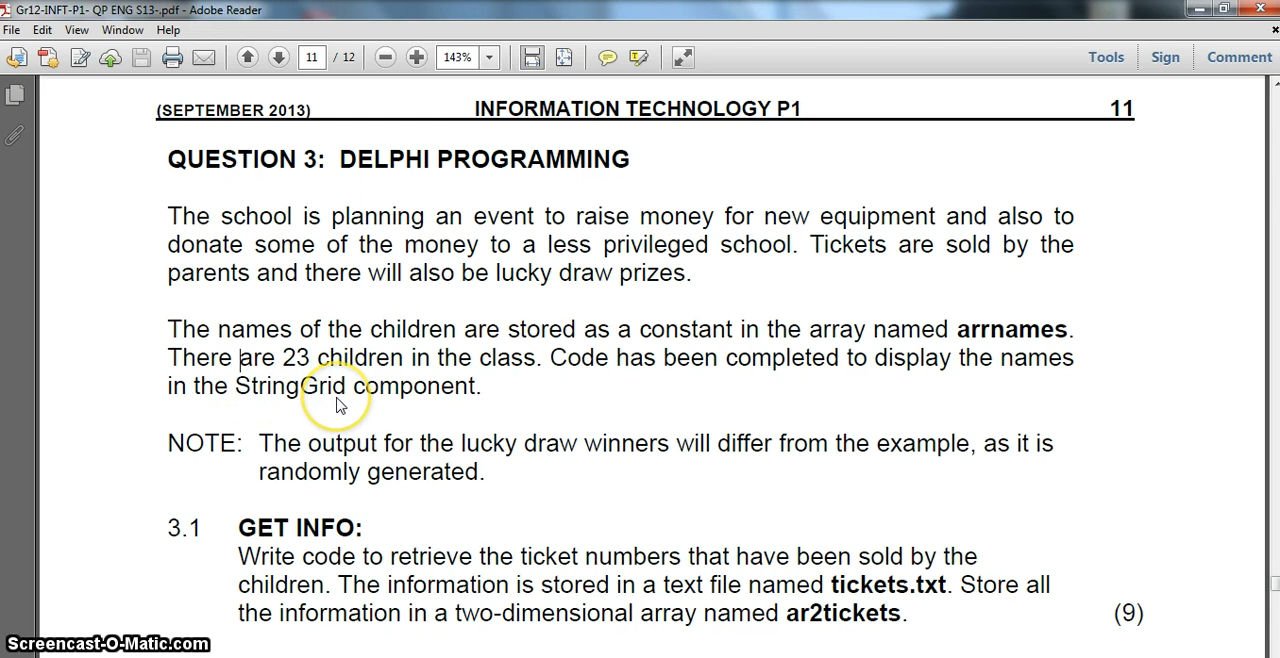 Gr12-INFT-P1- QP ENG S13-.pdf - Adobe Reader
File Edit View Window Help
11 / 12 143% Tools Sign Comment
(SEPTEMBER 2013) INFORMATION TECHNOLOGY P1 11
QUESTION 3: DELPHI PROGRAMMING
The school is planning an event to raise money for new equipment and also to
donate some of the money to a less privileged school. Tickets are sold by the
parents and there will also be lucky draw prizes.
The names of the children are stored as a constant in the array named arrnames.
There are 23 children in the class. Code has been completed to display the names
in the StringGrid component.
NOTE: The output for the lucky draw winners will differ from the example, as it is
randomly generated.
3.1 GET INFO:
Write code to retrieve the ticket numbers that have been sold by the
children. The information is stored in a text file named tickets.txt. Store all
the information in a two-dimensional array named ar2tickets. (9)
Screencast-O-Matic.com